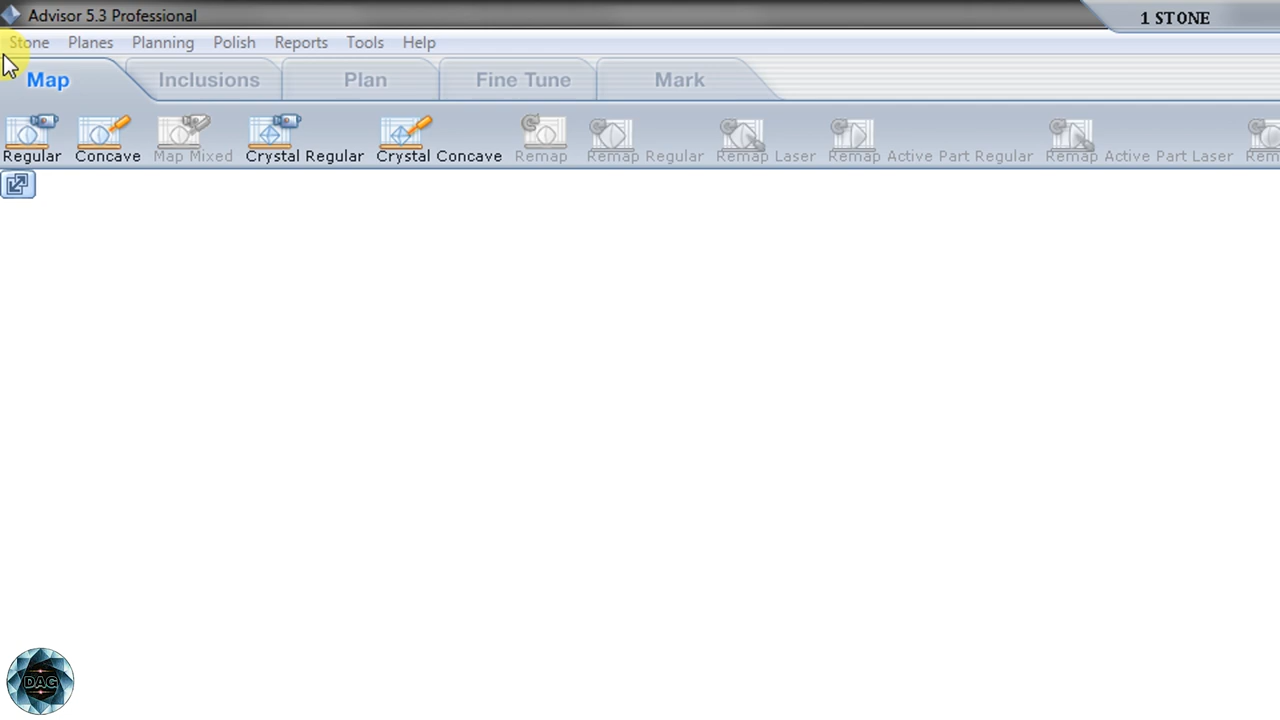 Advisor 5.3 Professional
1 STONE
Stone Planes Planning Polish Reports Tools Help
Map Inclusions Plan Fine Tune Mark
Regular Concave Map Mixed Crystal Regular Crystal Concave Remap Remap Regular Remap Laser Remap Active Part Regular Remap Active Part Laser Rem
DAG